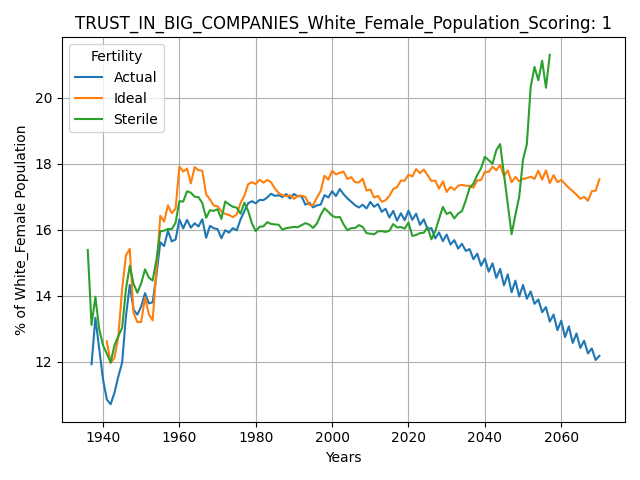 TRUST_IN_BIG_COMPANIES_White_Female_Population_Scoring: 1
Fertility
Actual
Ideal
Sterile
% of White_Female Population
20
18
16
14
12
1940 1960 1980 2000 2020 2040 2060
Years